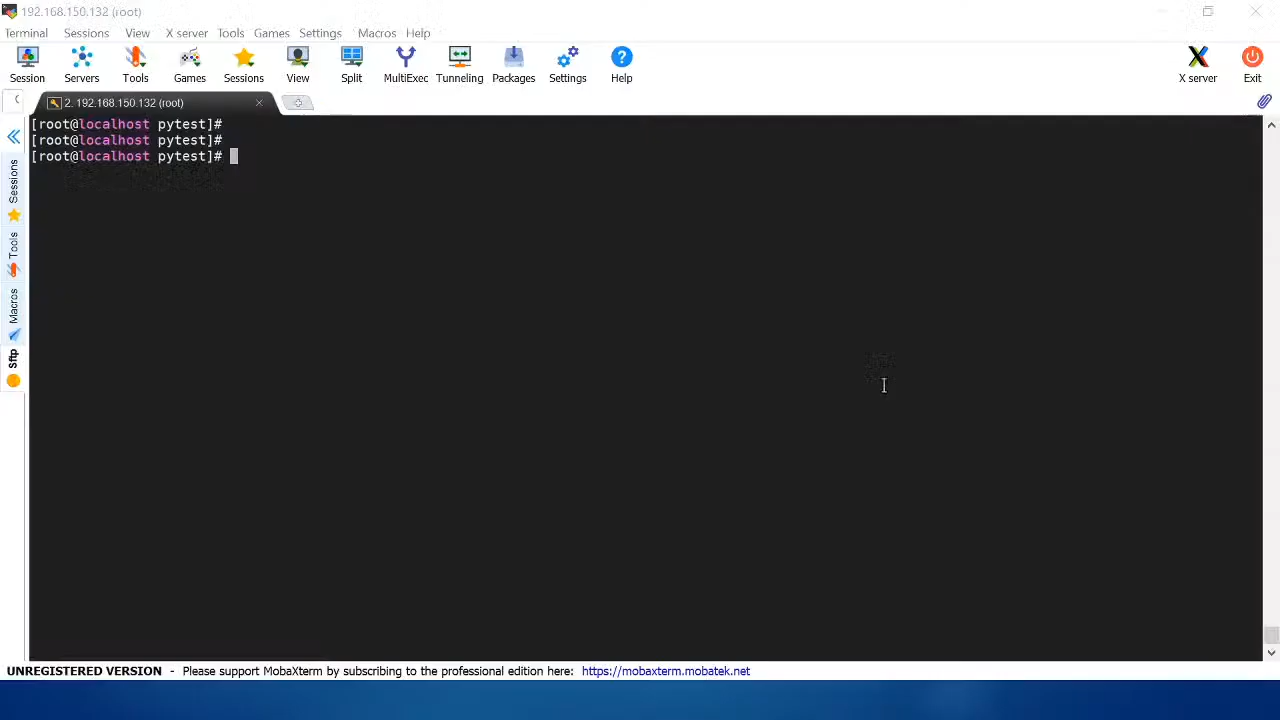 192.168.150.132 (root)
Terminal Sessions View X server Tools Games Settings Macros Help
Session Servers Tools Games Sessions View Split MultiExec Tunneling Packages Settings Help X server Exit
2. 192.168.150.132 (root)
[root@localhost pytest]#
[root@localhost pytest]#
[root@localhost pytest]#
Sessions
Tools
Macros
Sftp
UNREGISTERED VERSION - Please support MobaXterm by subscribing to the professional edition here: https://mobaxterm.mobatek.net